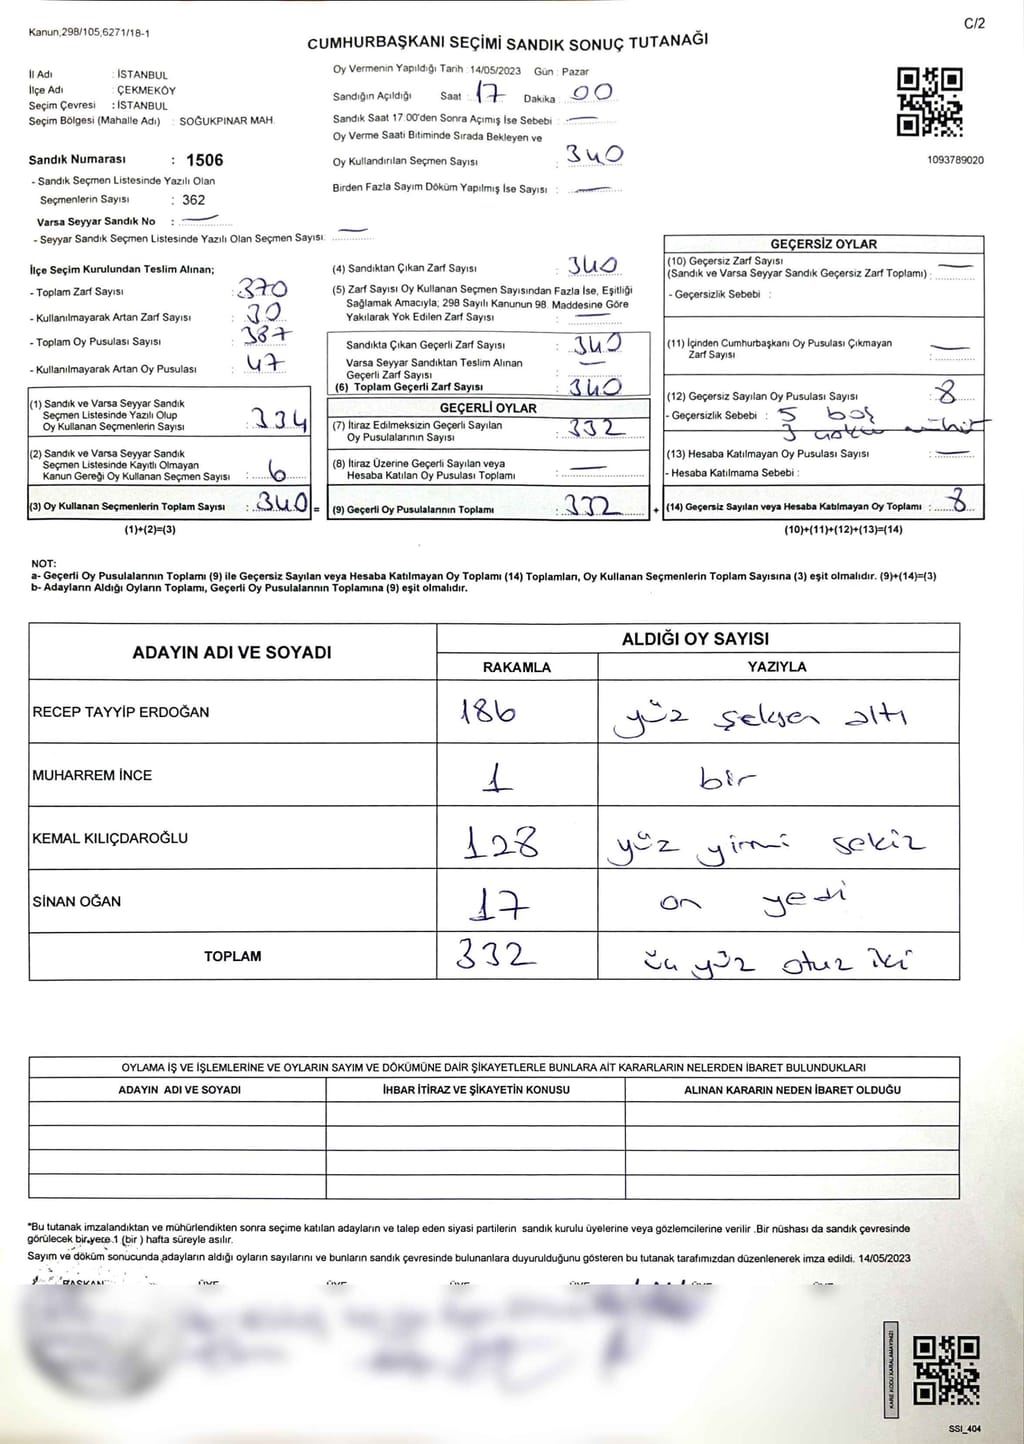 Kanun,298/105,6271/18-1
C/2
CUMHURBAŞKANI SEÇİMİ SANDIK SONUÇ TUTANAĞI
İl Adı : İSTANBUL
İlçe Adı : ÇEKMEKÖY
Seçim Çevresi : İSTANBUL
Seçim Bölgesi (Mahalle Adı) : SOĞUKPINAR MAH.
Sandık Numarası : 1506
- Sandık Seçmen Listesinde Yazılı Olan
Seçmenlerin Sayısı : 362
Varsa Seyyar Sandık No : —
- Seyyar Sandık Seçmen Listesinde Yazılı Olan Seçmen Sayısı: —
Oy Vermenin Yapıldığı Tarih : 14/05/2023 Gün : Pazar
Sandığın Açıldığı Saat : 17 Dakika : 00
Sandık Saat 17.00'den Sonra Açımış İse Sebebi : —
Oy Verme Saati Bitiminde Sırada Bekleyen ve
Oy Kullandırılan Seçmen Sayısı : 340
Birden Fazla Sayım Döküm Yapılmış İse Sayısı : —
1093789020
İlçe Seçim Kurulundan Teslim Alınan;
- Toplam Zarf Sayısı : 370
- Kullanılmayarak Artan Zarf Sayısı : 30
- Toplam Oy Pusulası Sayısı : 387
- Kullanılmayarak Artan Oy Pusulası : 47
(1) Sandık ve Varsa Seyyar Sandık
Seçmen Listesinde Yazılı Olup
Oy Kullanan Seçmenlerin Sayısı : 334
(2) Sandık ve Varsa Seyyar Sandık
Seçmen Listesinde Kayıtlı Olmayan
Kanun Gereği Oy Kullanan Seçmen Sayısı : 6
(3) Oy Kullanan Seçmenlerin Toplam Sayısı : 340 =
(1)+(2)=(3)
(4) Sandıktan Çıkan Zarf Sayısı : 340
(5) Zarf Sayısı Oy Kullanan Seçmen Sayısından Fazla İse, Eşitliği
Sağlamak Amacıyla; 298 Sayılı Kanunun 98. Maddesine Göre
Yakılarak Yok Edilen Zarf Sayısı : —
Sandıkta Çıkan Geçerli Zarf Sayısı : 340
Varsa Seyyar Sandıktan Teslim Alınan
Geçerli Zarf Sayısı : —
(6) Toplam Geçerli Zarf Sayısı : 340
GEÇERLİ OYLAR
(7) İtiraz Edilmeksizin Geçerli Sayılan
Oy Pusulalarının Sayısı : 332
(8) İtiraz Üzerine Geçerli Sayılan veya
Hesaba Katılan Oy Pusulası Toplamı : —
(9) Geçerli Oy Pusulalarının Toplamı : 332 +
GEÇERSİZ OYLAR
(10) Geçersiz Zarf Sayısı
(Sandık ve Varsa Seyyar Sandık Geçersiz Zarf Toplamı) : —
- Geçersizlik Sebebi :
(11) İçinden Cumhurbaşkanı Oy Pusulası Çıkmayan
Zarf Sayısı : —
(12) Geçersiz Sayılan Oy Pusulası Sayısı : 8
- Geçersizlik Sebebi : 5 boş
3 mühür
(13) Hesaba Katılmayan Oy Pusulası Sayısı : —
- Hesaba Katılmama Sebebi :
(14) Geçersiz Sayılan veya Hesaba Katılmayan Oy Toplamı : 8
(10)+(11)+(12)+(13)=(14)
NOT:
a- Geçerli Oy Pusulalarının Toplamı (9) ile Geçersiz Sayılan veya Hesaba Katılmayan Oy Toplamı (14) Toplamları, Oy Kullanan Seçmenlerin Toplam Sayısına (3) eşit olmalıdır. (9)+(14)=(3)
b- Adayların Aldığı Oyların Toplamı, Geçerli Oy Pusulalarının Toplamına (9) eşit olmalıdır.
ADAYIN ADI VE SOYADI
ALDIĞI OY SAYISI
RAKAMLA YAZIYLA
RECEP TAYYİP ERDOĞAN 186 yüz seksen altı
MUHARREM İNCE 1 bir
KEMAL KILIÇDAROĞLU 128 yüz yirmi sekiz
SİNAN OĞAN 17 on yedi
TOPLAM 332 üç yüz otuz iki
OYLAMA İŞ VE İŞLEMLERİNE VE OYLARIN SAYIM VE DÖKÜMÜNE DAİR ŞİKAYETLERLE BUNLARA AİT KARARLARIN NELERDEN İBARET BULUNDUKLARI
ADAYIN ADI VE SOYADI İHBAR İTİRAZ VE ŞİKAYETİN KONUSU ALINAN KARARIN NEDEN İBARET OLDUĞU
*Bu tutanak imzalandıktan ve mühürlendikten sonra seçime katılan adayların ve talep eden siyasi partilerin sandık kurulu üyelerine veya gözlemcilerine verilir .Bir nüshası da sandık çevresinde
görülecek bir yere 1 (bir ) hafta süreyle asılır.
Sayım ve döküm sonucunda adayların aldığı oyların sayılarını ve bunların sandık çevresinde bulunanlara duyurulduğunu gösteren bu tutanak tarafımızdan düzenlenerek imza edildi. 14/05/2023
BAŞKAN ÜYE ÜYE ÜYE ÜYE ÜYE ÜYE
KARE KODU KARALAMAYINIZ!
SSI_404